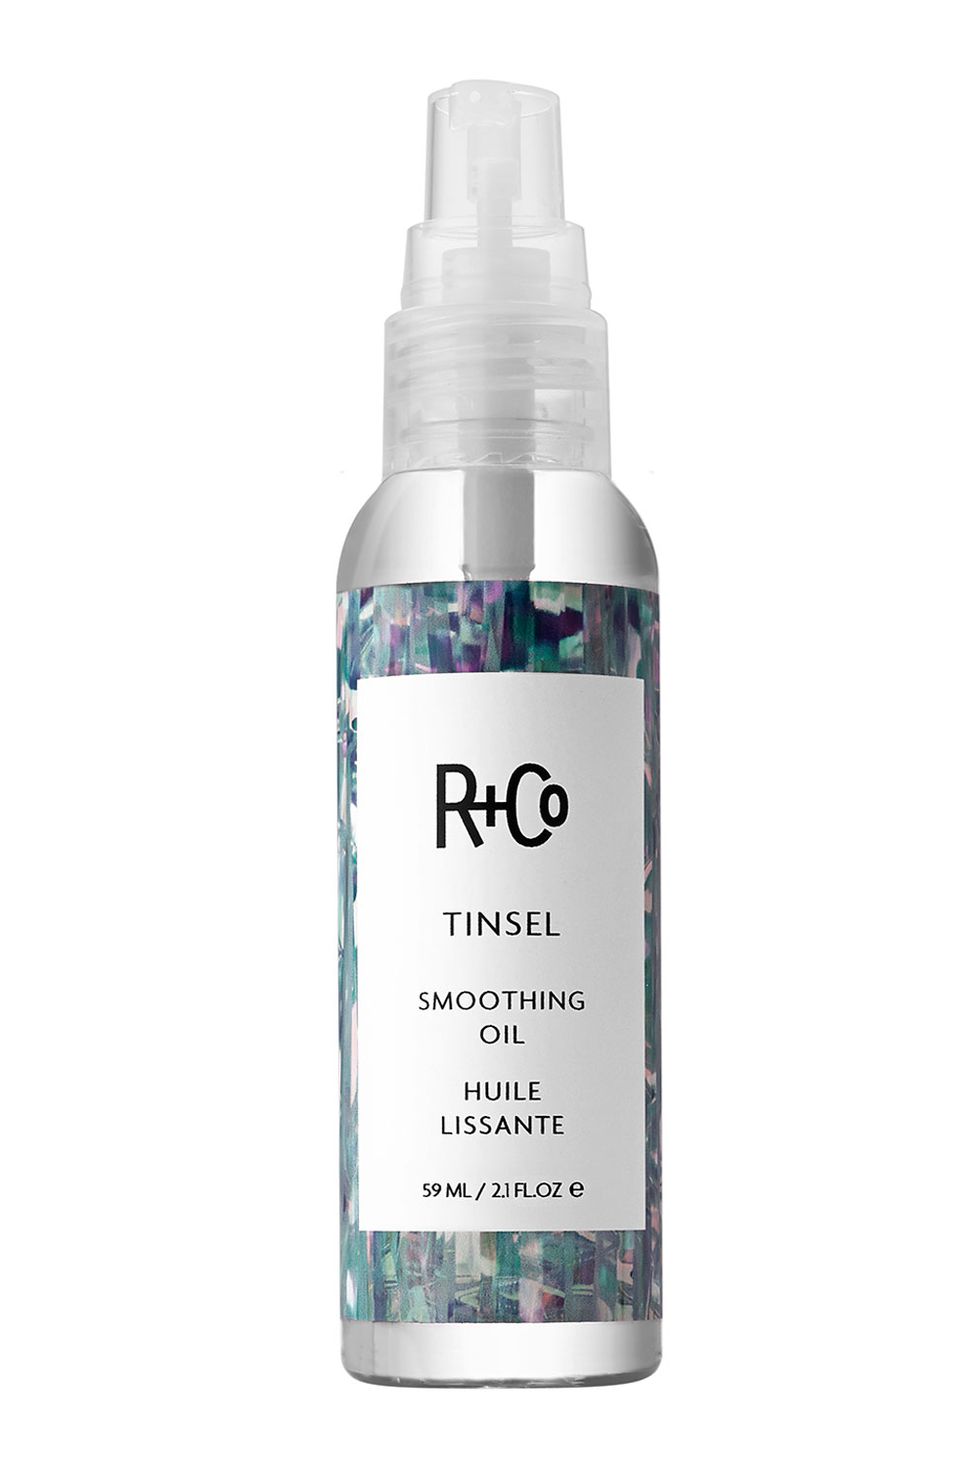 R+Co
TINSEL
SMOOTHING
OIL
HUILE
LISSANTE
59 ML / 2.1 FL.OZ e